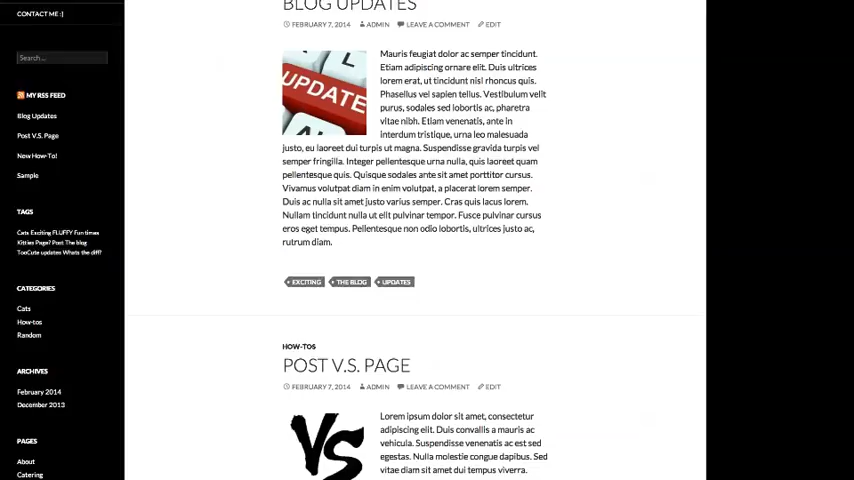 CONTACT ME :)
Search ...
MY RSS FEED
Blog Updates
Post V.S. Page
New How-To!
Sample
TAGS
Cats Exciting FLUFFY Fun times
Kitties Page? Post The blog
TooCute updates Whats the diff?
CATEGORIES
Cats
How-tos
Random
ARCHIVES
February 2014
December 2013
PAGES
About
Catering
BLOG UPDATES
FEBRUARY 7, 2014 ADMIN LEAVE A COMMENT EDIT
L
UPDATE
Mauris feugiat dolor ac semper tincidunt.
Etiam adipiscing ornare elit. Duis ultrices
lorem erat, ut tincidunt nisl rhoncus quis.
Phasellus vel sapien tellus. Vestibulum velit
purus, sodales sed lobortis ac, pharetra
vitae nibh. Etiam venenatis, ante in
interdum tristique, urna leo malesuada
justo, eu laoreet dui turpis ut magna. Suspendisse gravida turpis vel
semper fringilla. Integer pellentesque urna nulla, quis laoreet quam
pellentesque quis. Quisque sodales ante sit amet porttitor cursus.
Vivamus volutpat diam in enim volutpat, a placerat lorem semper.
Duis ac nulla sit amet justo varius semper. Cras quis lacus lorem.
Nullam tincidunt nulla ut elit pulvinar tempor. Fusce pulvinar cursus
eros eget tempus. Pellentesque non odio lobortis, ultrices justo ac,
rutrum diam.
EXCITING THE BLOG UPDATES
HOW-TOS
POST V.S. PAGE
FEBRUARY 7, 2014 ADMIN LEAVE A COMMENT EDIT
VS
Lorem ipsum dolor sit amet, consectetur
adipiscing elit. Duis convallis a mauris ac
vehicula. Suspendisse venenatis ac est sed
egestas. Nulla molestie congue dapibus. Sed
vitae diam sit amet dui tempus viverra.